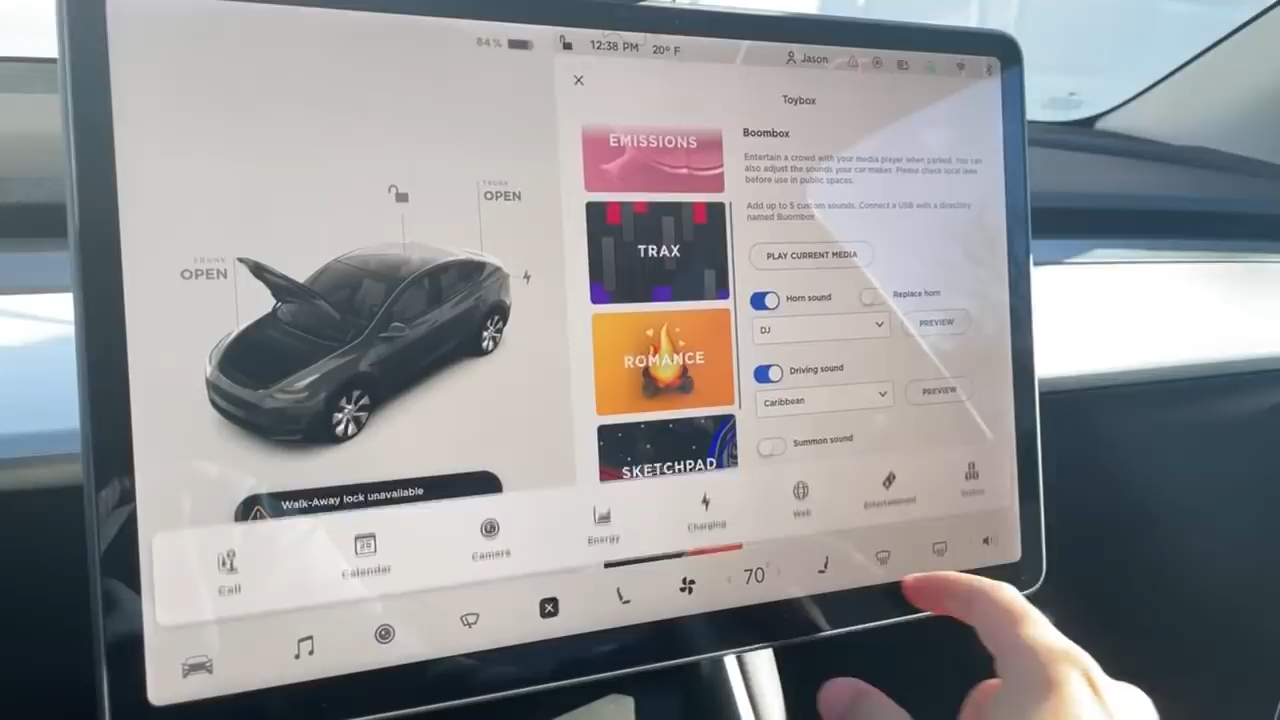 84 %
12:38 PM
20° F
Jason
Toybox
EMISSIONS
TRAX
ROMANCE
SKETCHPAD
Boombox
Entertain a crowd with your media player when parked. You can
also adjust the sounds your car makes. Please check local laws
before use in public spaces.
Add up to 5 custom sounds. Connect a USB with a directory
named Boombox
PLAY CURRENT MEDIA
Horn sound
Replace horn
DJ
PREVIEW
Driving sound
Caribbean
PREVIEW
Summon sound
TRUNK
OPEN
FRUNK
OPEN
Walk-Away lock unavailable
Call
Calendar
Camera
Energy
Charging
Web
Entertainment
70°